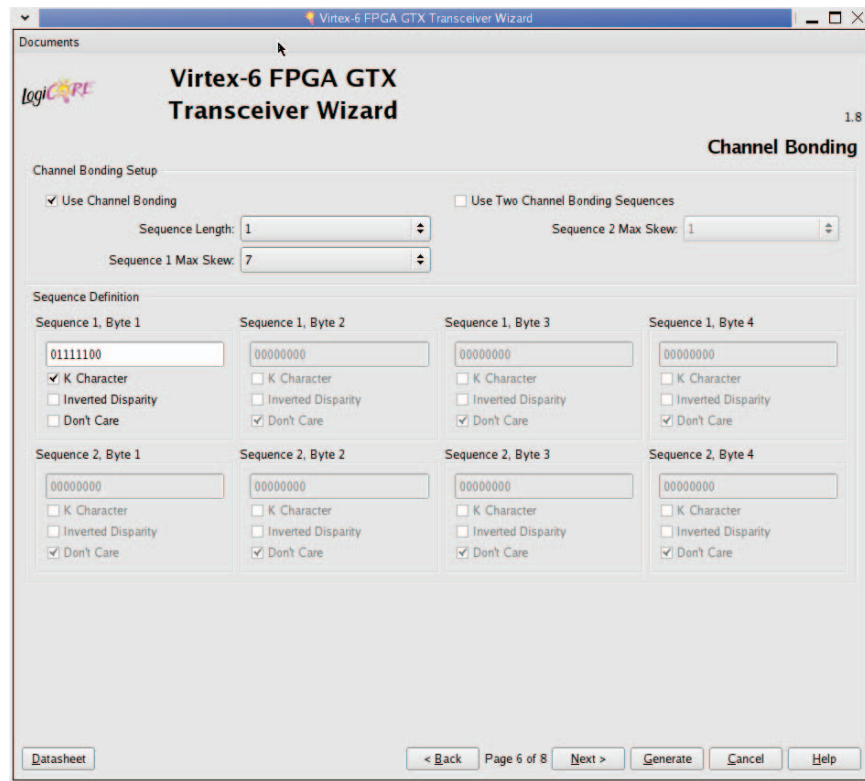 Virtex-6 FPGA GTX Transceiver Wizard
Documents
LogiCORE
Virtex-6 FPGA GTX
Transceiver Wizard
1.8
Channel Bonding
Channel Bonding Setup
Use Channel Bonding
Use Two Channel Bonding Sequences
Sequence Length: 1
Sequence 2 Max Skew: 1
Sequence 1 Max Skew: 7
Sequence Definition
Sequence 1, Byte 1 Sequence 1, Byte 2 Sequence 1, Byte 3 Sequence 1, Byte 4
01111100 00000000 00000000 00000000
K Character K Character K Character K Character
Inverted Disparity Inverted Disparity Inverted Disparity Inverted Disparity
Don't Care Don't Care Don't Care Don't Care
Sequence 2, Byte 1 Sequence 2, Byte 2 Sequence 2, Byte 3 Sequence 2, Byte 4
00000000 00000000 00000000 00000000
K Character K Character K Character K Character
Inverted Disparity Inverted Disparity Inverted Disparity Inverted Disparity
Don't Care Don't Care Don't Care Don't Care
Datasheet < Back Page 6 of 8 Next > Generate Cancel Help